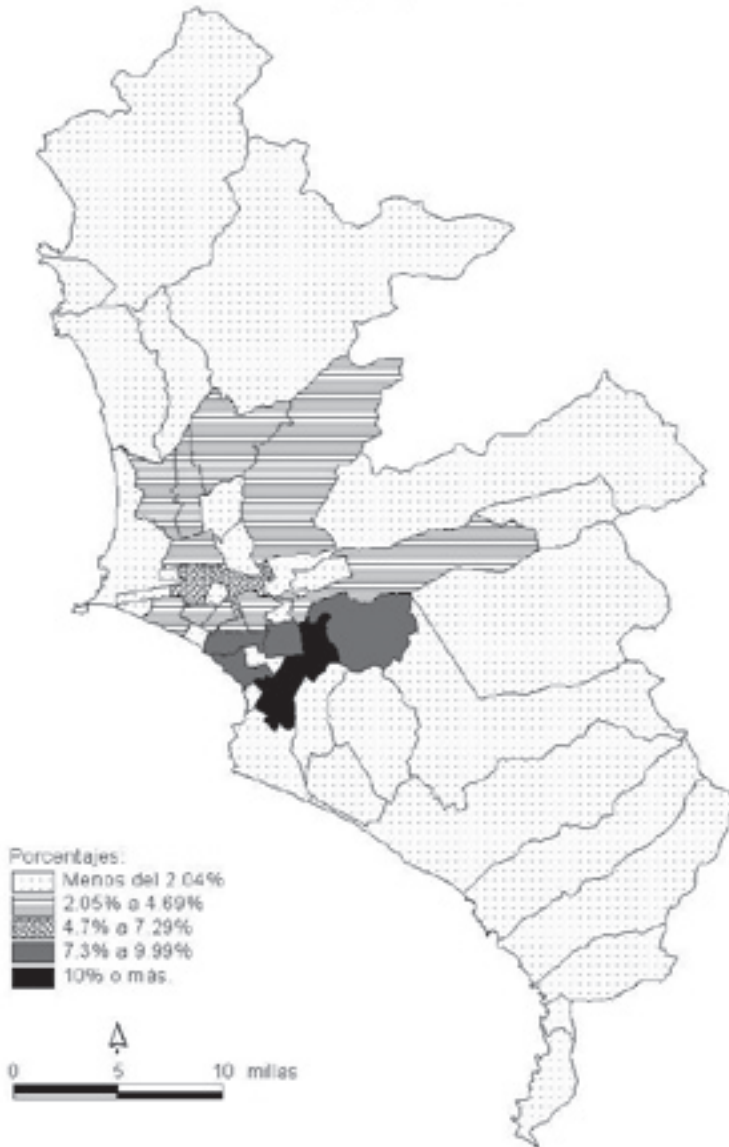 Porcentajes:
Menos del 2.04%
2.05% a 4.69%
4.7% a 7.29%
7.3% a 9.99%
10% o más.
0 5 10 millas